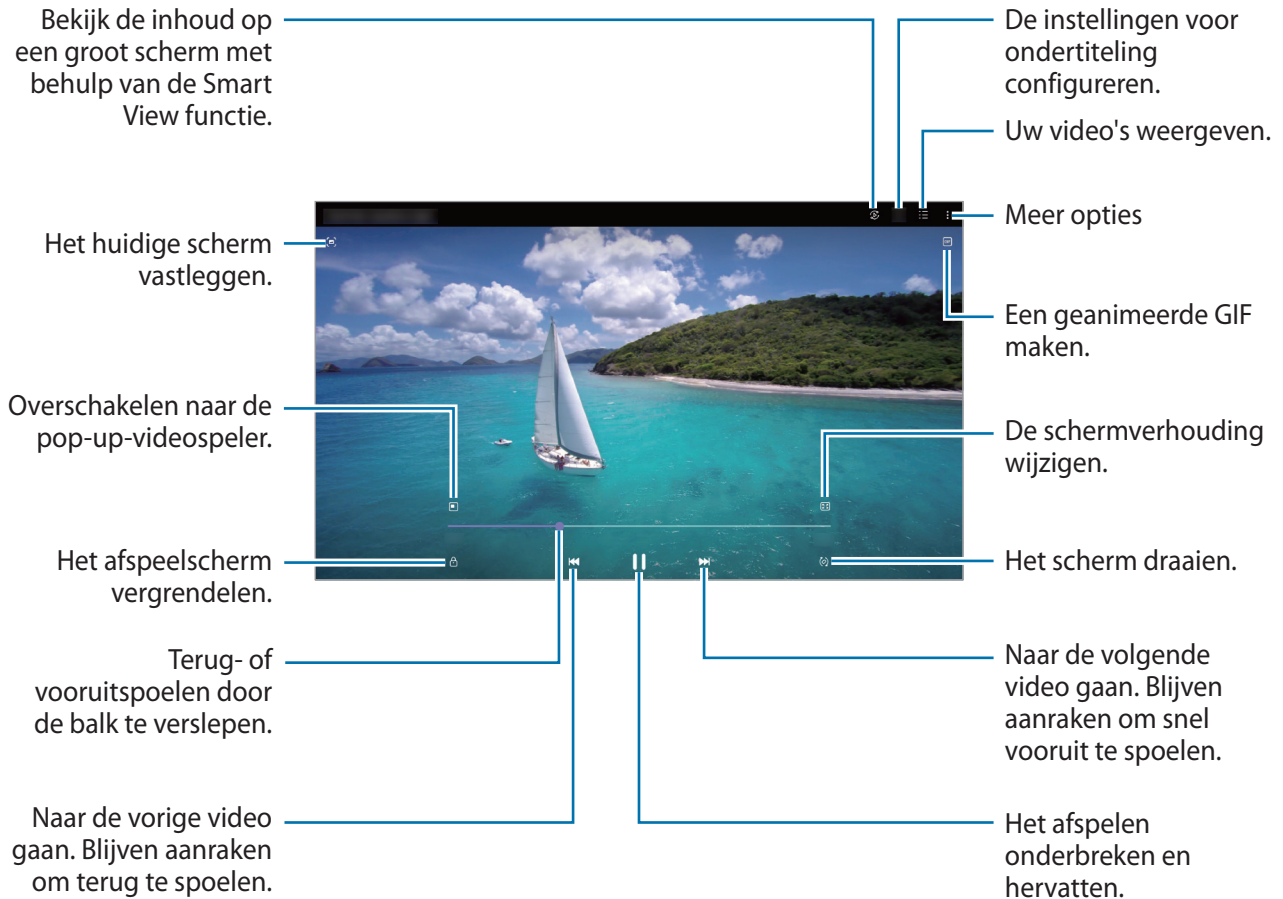 Bekijk de inhoud op
een groot scherm met
behulp van de Smart
View functie.
De instellingen voor
ondertiteling
configureren.
Uw video's weergeven.
Meer opties
Het huidige scherm
vastleggen.
Een geanimeerde GIF
maken.
Overschakelen naar de
pop-up-videospeler.
De schermverhouding
wijzigen.
Het afspeelscherm
vergrendelen.
Het scherm draaien.
Terug- of
vooruitspoelen door
de balk te verslepen.
Naar de volgende
video gaan. Blijven
aanraken om snel
vooruit te spoelen.
Naar de vorige video
gaan. Blijven aanraken
om terug te spoelen.
Het afspelen
onderbreken en
hervatten.